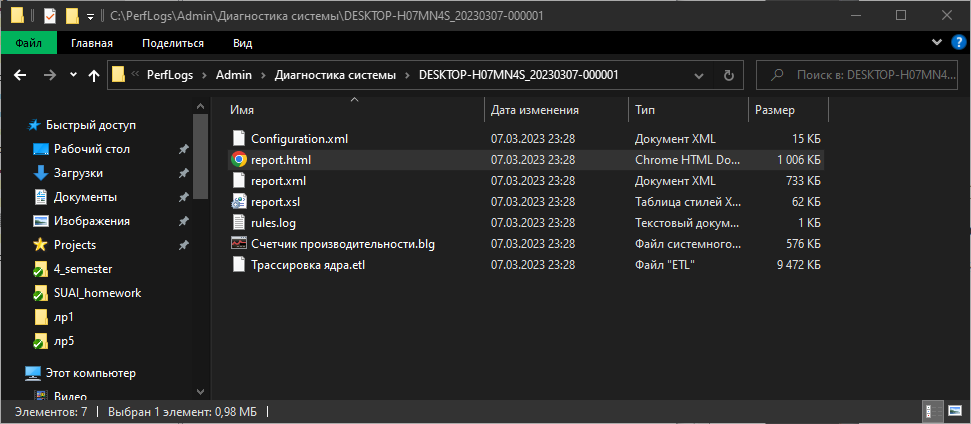 C:\PerfLogs\Admin\Диагностика системы\DESKTOP-H07MN4S_20230307-000001
Файл Главная Поделиться Вид
PerfLogs Admin Диагностика системы DESKTOP-H07MN4S_20230307-000001 Поиск в: DESKTOP-H07MN4...
Имя Дата изменения Тип Размер
Быстрый доступ
Рабочий стол
Загрузки
Документы
Изображения
Projects
4_semester
SUAI_homework
лр1
лр5
Этот компьютер
Видео
Configuration.xml 07.03.2023 23:28 Документ XML 15 КБ
report.html 07.03.2023 23:28 Chrome HTML Do... 1 006 КБ
report.xml 07.03.2023 23:28 Документ XML 733 КБ
report.xsl 07.03.2023 23:28 Таблица стилей X... 62 КБ
rules.log 07.03.2023 23:28 Текстовый докум... 1 КБ
Счетчик производительности.blg 07.03.2023 23:28 Файл системного... 576 КБ
Трассировка ядра.etl 07.03.2023 23:28 Файл "ETL" 9 472 КБ
Элементов: 7 Выбран 1 элемент: 0,98 МБ